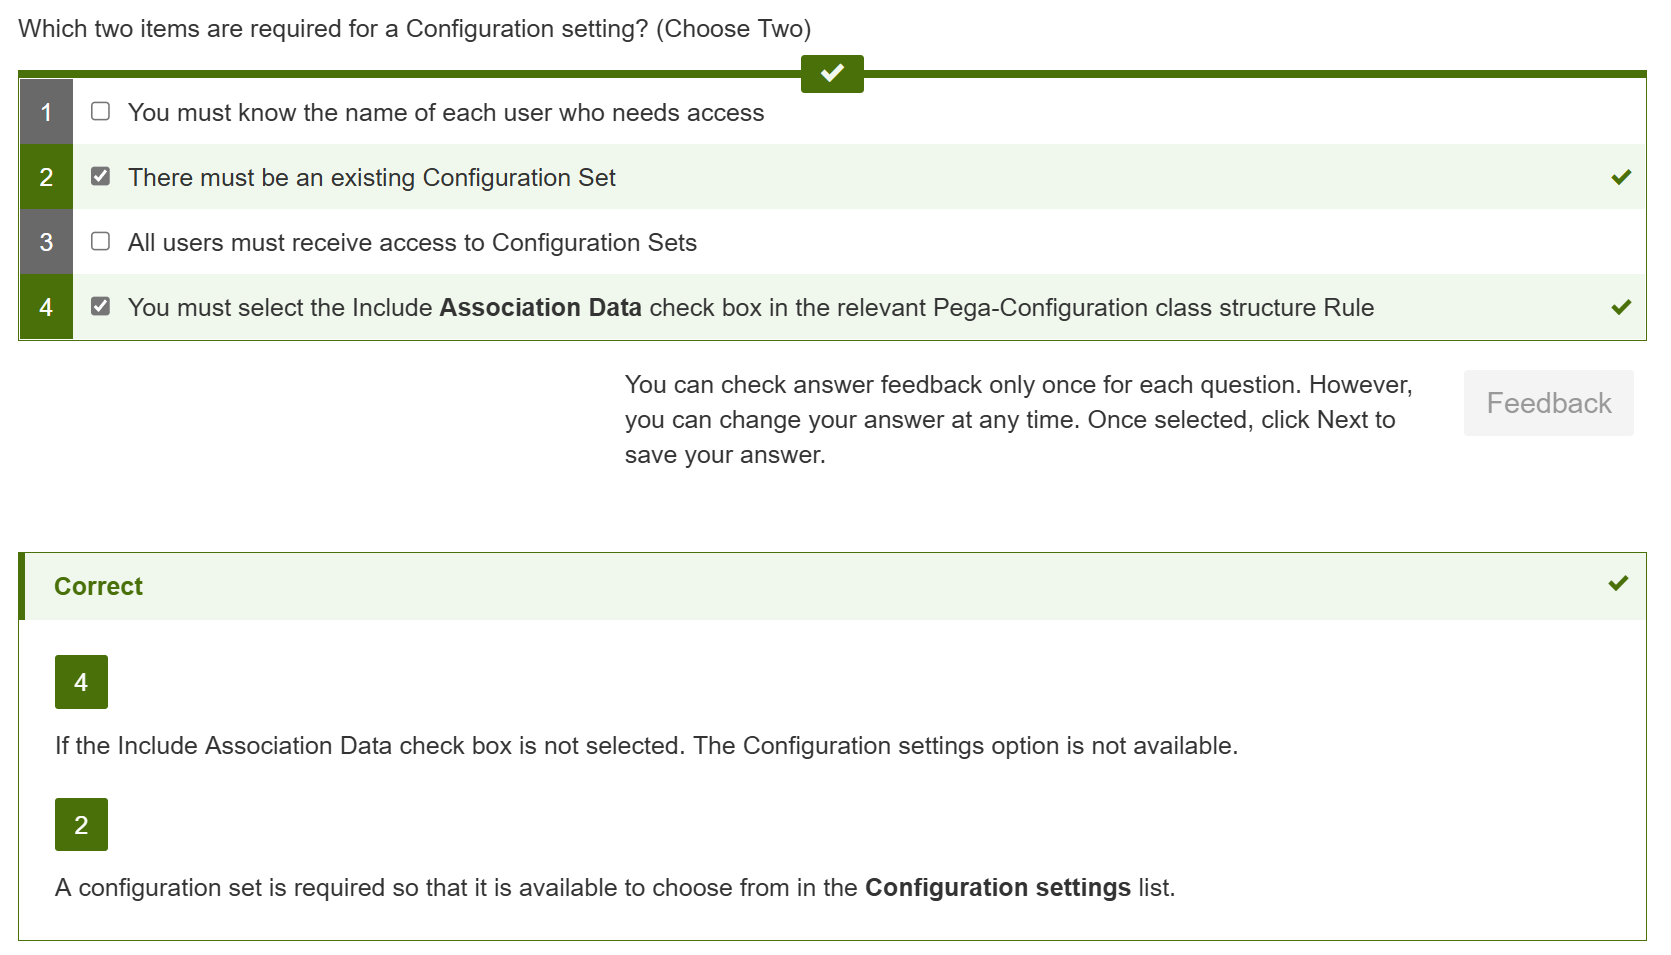 Which two items are required for a Configuration setting? (Choose Two)
1 You must know the name of each user who needs access
2 There must be an existing Configuration Set
3 All users must receive access to Configuration Sets
4 You must select the Include Association Data check box in the relevant Pega-Configuration class structure Rule
You can check answer feedback only once for each question. However,
you can change your answer at any time. Once selected, click Next to
save your answer.
Feedback
Correct
4
If the Include Association Data check box is not selected. The Configuration settings option is not available.
2
A configuration set is required so that it is available to choose from in the Configuration settings list.